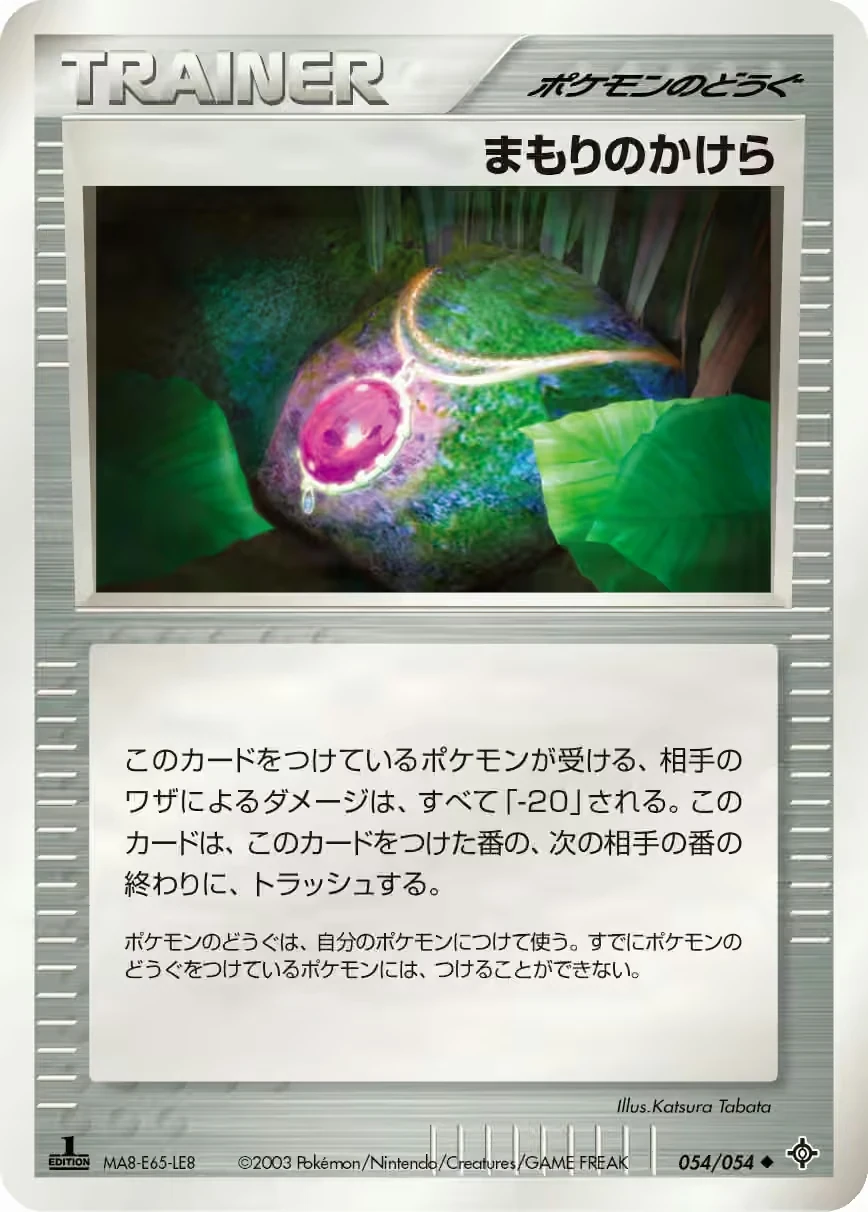 TRAINER
ポケモンのどうぐ
まもりのかけら
このカードをつけているポケモンが受ける、相手の
ワザによるダメージは、すべて「-20」される。この
カードは、このカードをつけた番の、次の相手の番の
終わりに、トラッシュする。
ポケモンのどうぐは、自分のポケモンにつけて使う。すでにポケモンの
どうぐをつけているポケモンには、つけることができない。
Illus.Katsura Tabata
1 EDITION MA8-E65-LE8 ©2003 Pokémon/Nintendo/Creatures/GAME FREAK 054/054 ◆